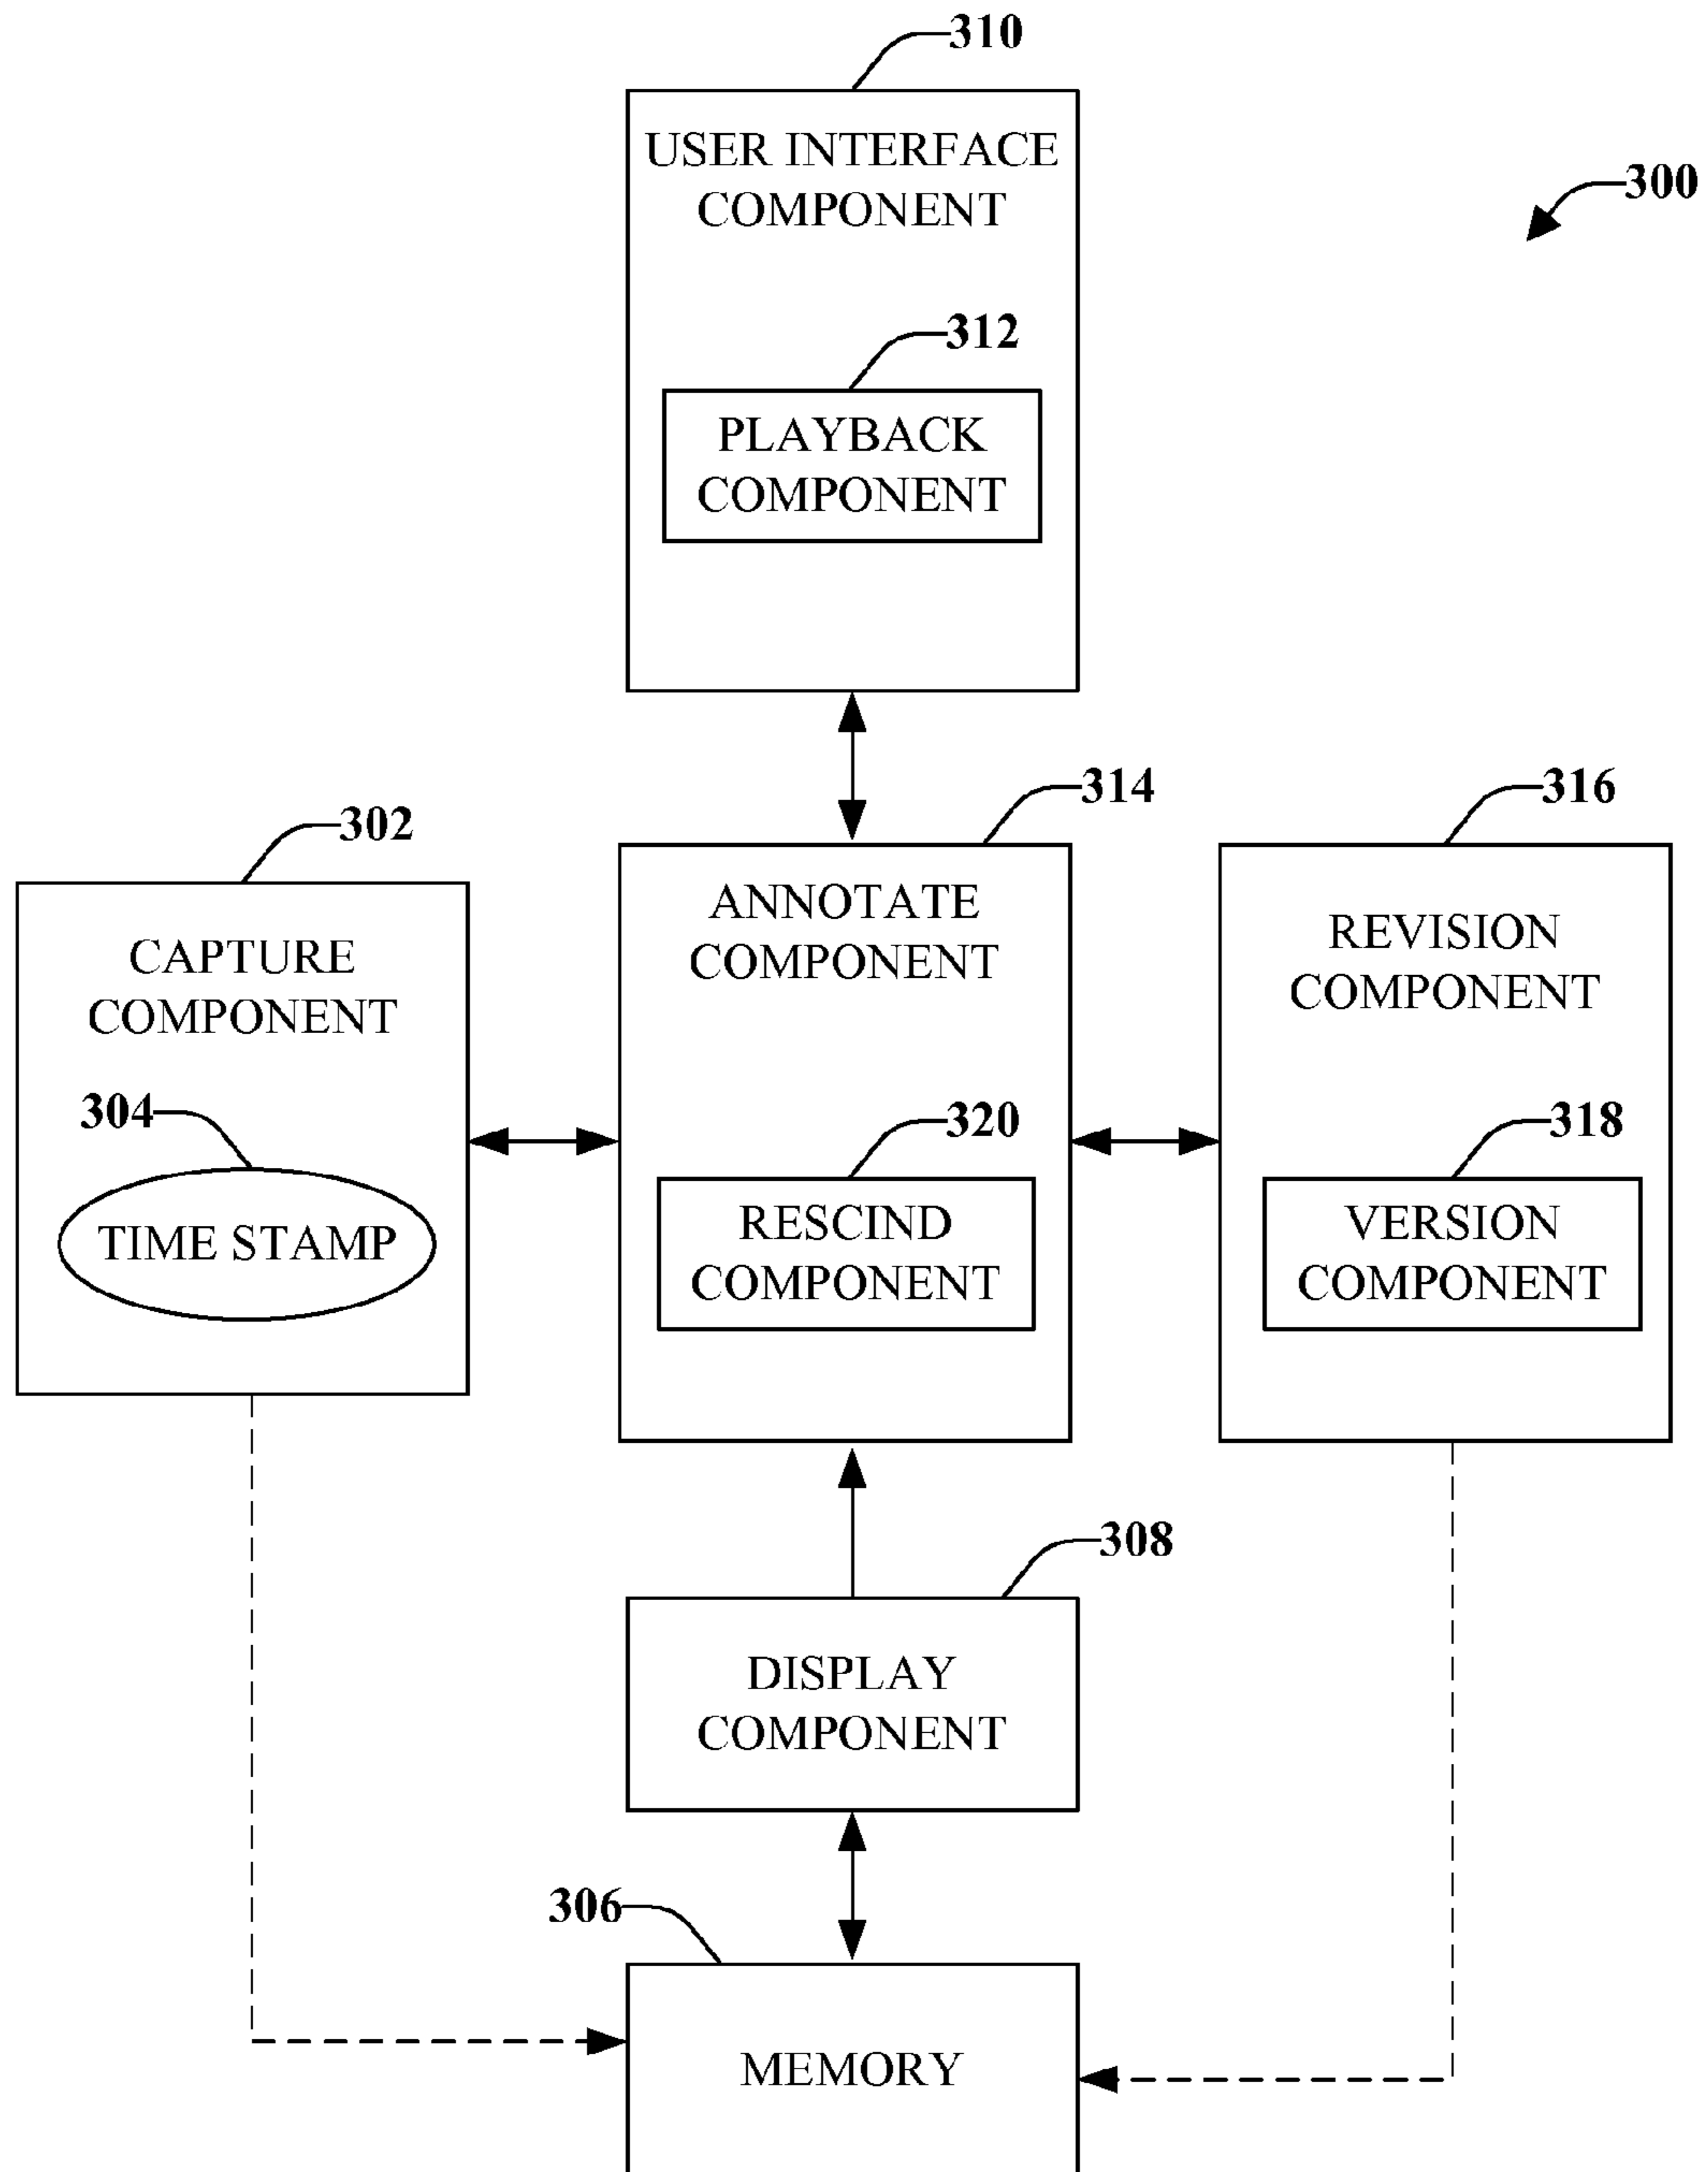 310
USER INTERFACE
COMPONENT
300
312
PLAYBACK
COMPONENT
314
316
302
ANNOTATE
COMPONENT
REVISION
COMPONENT
CAPTURE
COMPONENT
304
320
318
TIME STAMP
RESCIND
COMPONENT
VERSION
COMPONENT
308
DISPLAY
COMPONENT
306
MEMORY